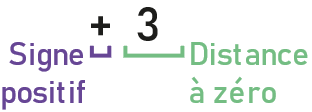 + 3
Signe Distance
positif à zéro